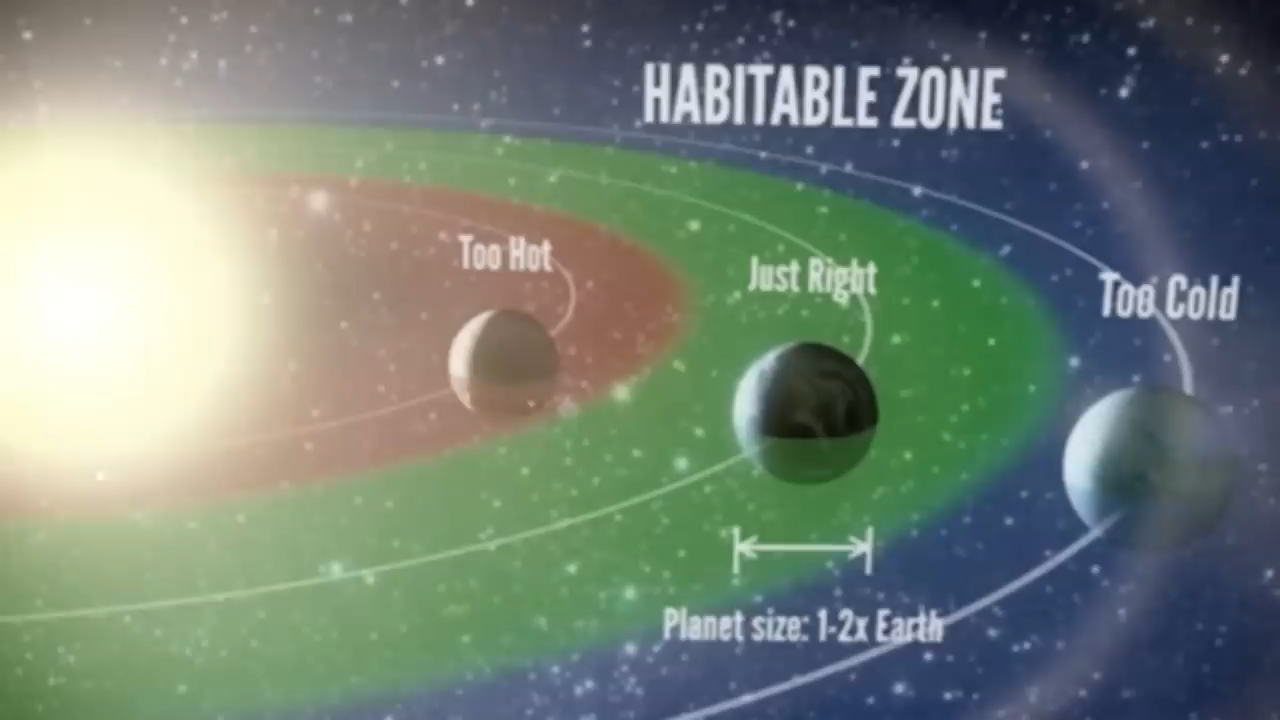 HABITABLE ZONE
Too Hot
Just Right
Too Cold
Planet size: 1-2x Earth